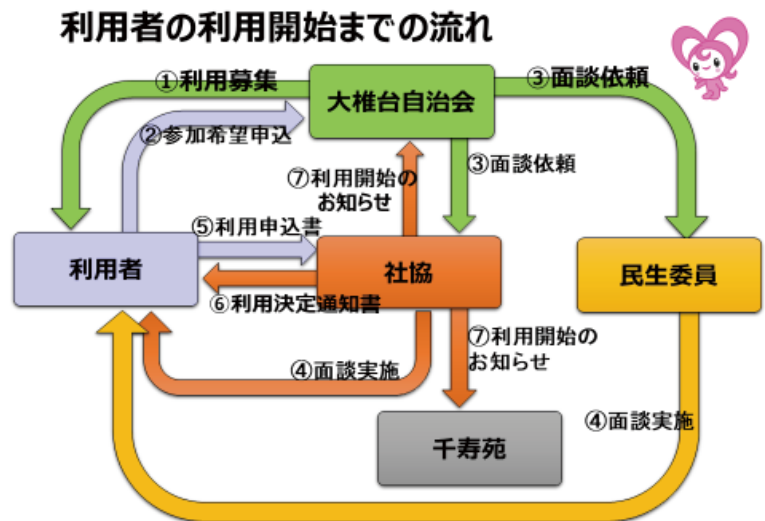 利用者の利用開始までの流れ
①利用募集
大椎台自治会
③面談依頼
②参加希望申込
③面談依頼
⑦利用開始の
お知らせ
⑤利用申込書
利用者
社協
民生委員
⑥利用決定通知書
⑦利用開始の
お知らせ
④面談実施
④面談実施
千寿苑